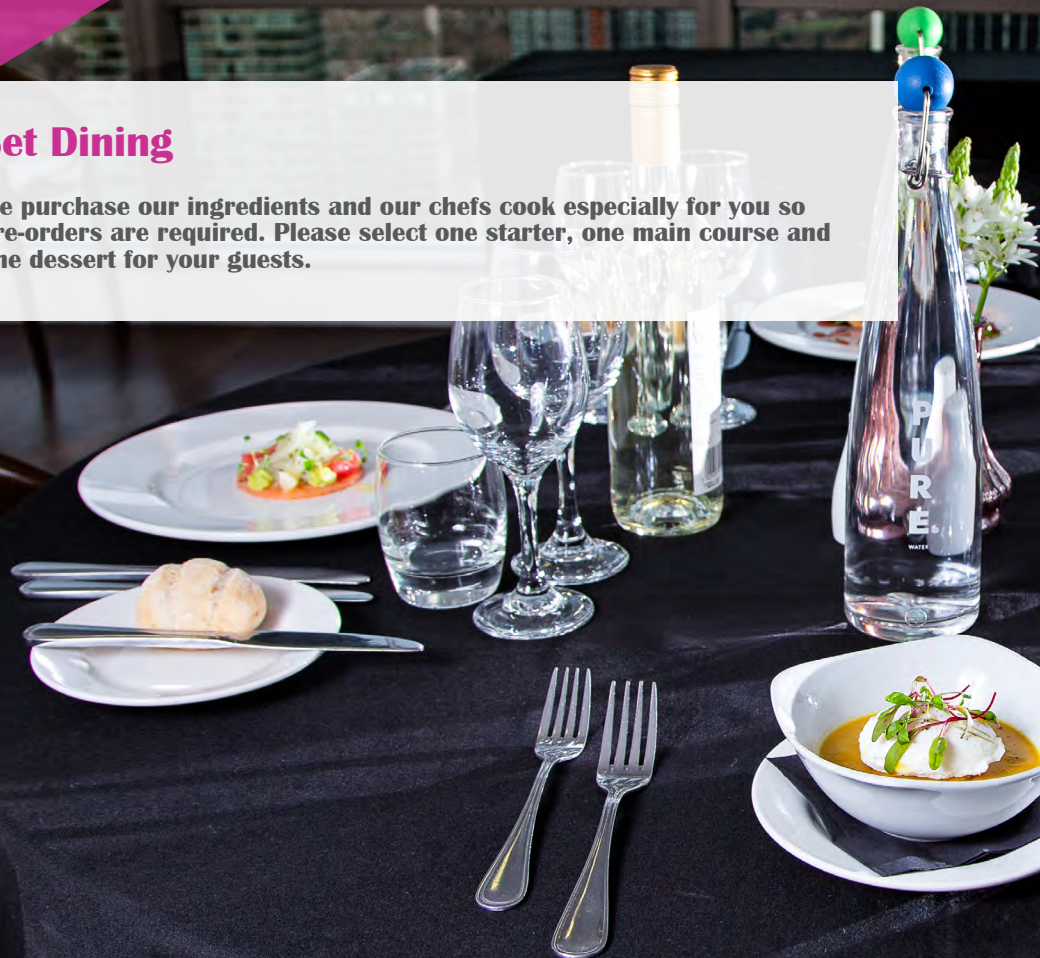 et Dining
e purchase our ingredients and our chefs cook especially for you so
re-orders are required. Please select one starter, one main course and
ne dessert for your guests.
PURE
WATER